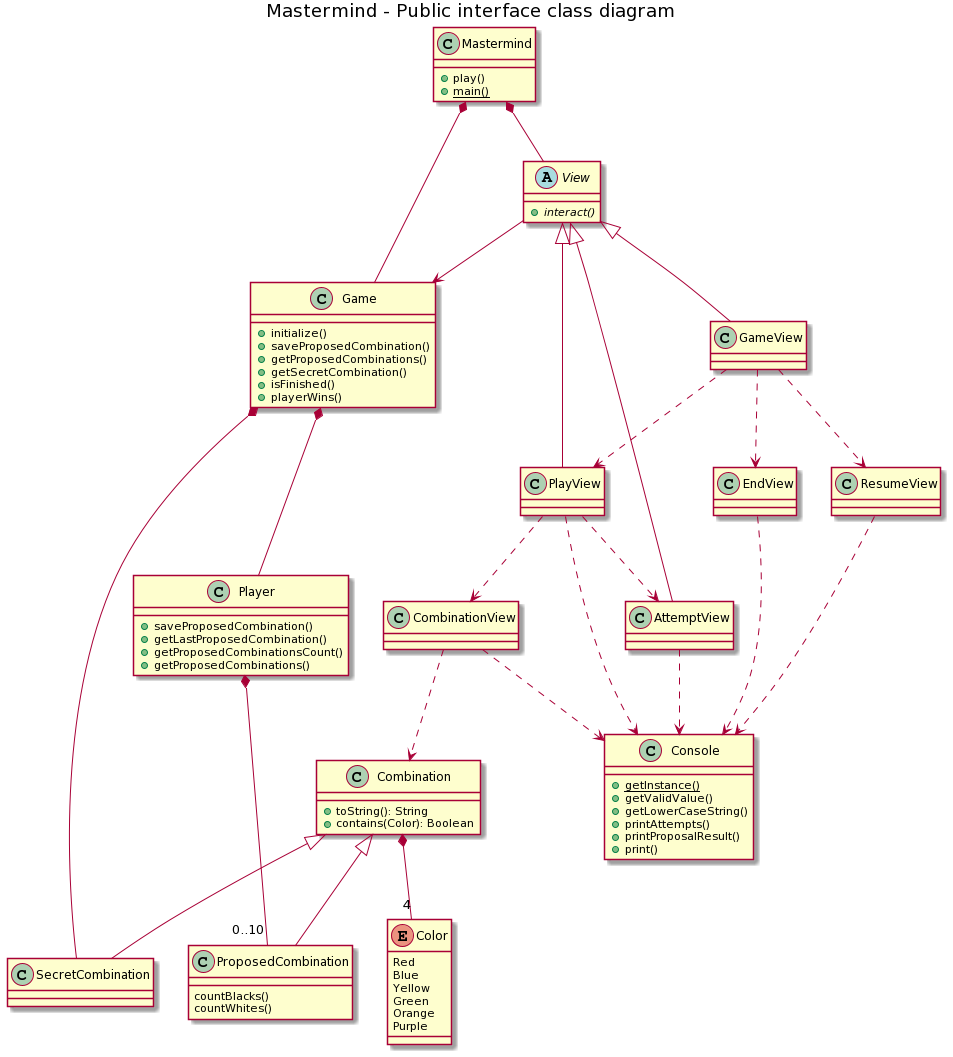 Mastermind - Public interface class diagram
C Mastermind
play()
main()
A View
interact()
C Game
initialize()
saveProposedCombination()
getProposedCombinations()
getSecretCombination()
isFinished()
playerWins()
C GameView
C PlayView
C EndView
C ResumeView
C Player
saveProposedCombination()
getLastProposedCombination()
getProposedCombinationsCount()
getProposedCombinations()
C CombinationView
C AttemptView
C Console
getInstance()
getValidValue()
getLowerCaseString()
printAttempts()
printProposalResult()
print()
C Combination
toString(): String
contains(Color): Boolean
4
0..10
C SecretCombination
C ProposedCombination
countBlacks()
countWhites()
E Color
Red
Blue
Yellow
Green
Orange
Purple